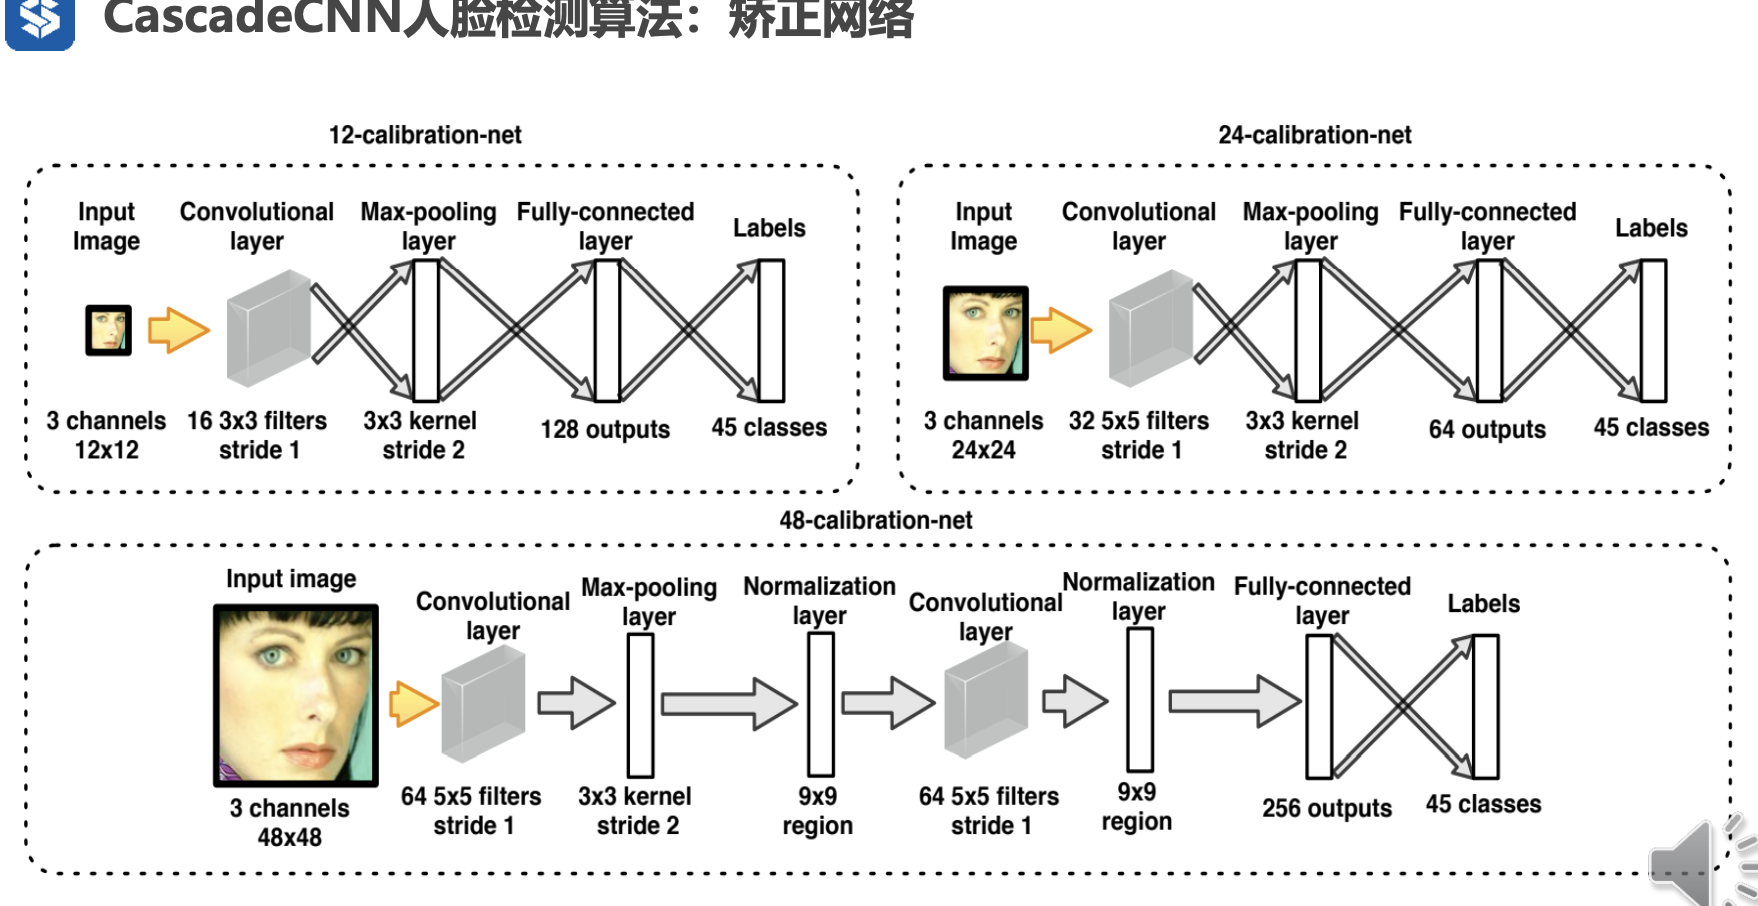 CascadeCNN人脸检测算法：矫正网络
12-calibration-net
Input
Image
Convolutional
layer
Max-pooling
layer
Fully-connected
layer
Labels
3 channels
12x12
16 3x3 filters
stride 1
3x3 kernel
stride 2
128 outputs
45 classes
24-calibration-net
Input
Image
Convolutional
layer
Max-pooling
layer
Fully-connected
layer
Labels
3 channels
24x24
32 5x5 filters
stride 1
3x3 kernel
stride 2
64 outputs
45 classes
48-calibration-net
Input image
Convolutional
layer
Max-pooling
layer
Normalization
layer
Convolutional
layer
Normalization
layer
Fully-connected
layer
Labels
3 channels
48x48
64 5x5 filters
stride 1
3x3 kernel
stride 2
9x9
region
64 5x5 filters
stride 1
9x9
region
256 outputs
45 classes